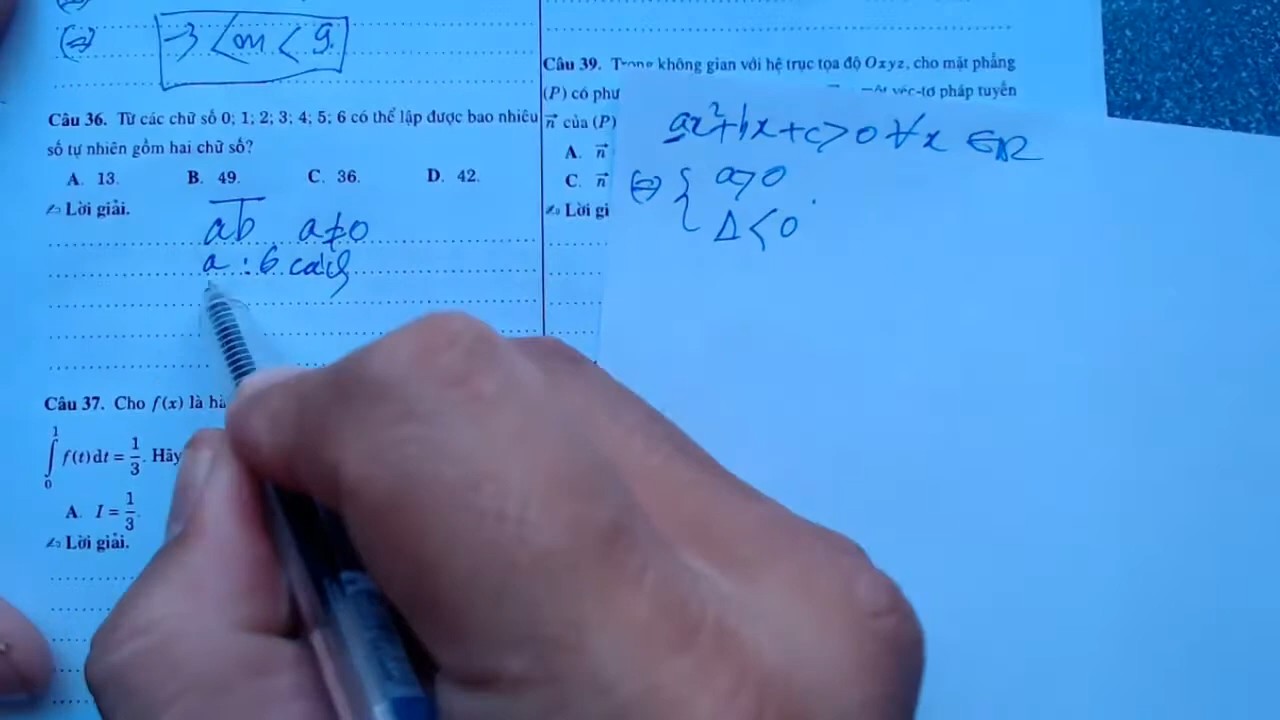 (⇔) -3 < m < 9.
Câu 36. Từ các chữ số 0; 1; 2; 3; 4; 5; 6 có thể lập được bao nhiêu
số tự nhiên gồm hai chữ số?
A. 13. B. 49. C. 36. D. 42.
Lời giải.
ab a≠0
a : 6 cách
Câu 37. Cho f(x) là hà
1
∫ f(t)dt = 1/3. Hãy
0
A. I = 1/3.
Lời giải.
Câu 39. Trong không gian với hệ trục tọa độ Oxyz, cho mặt phẳng
(P) có phư véc-tơ pháp tuyến
n⃗ của (P)
A. n⃗
C. n⃗
Lời gi
ax²+bx+c>0 ∀x ∈R
(⇔) { a>0
Δ<0